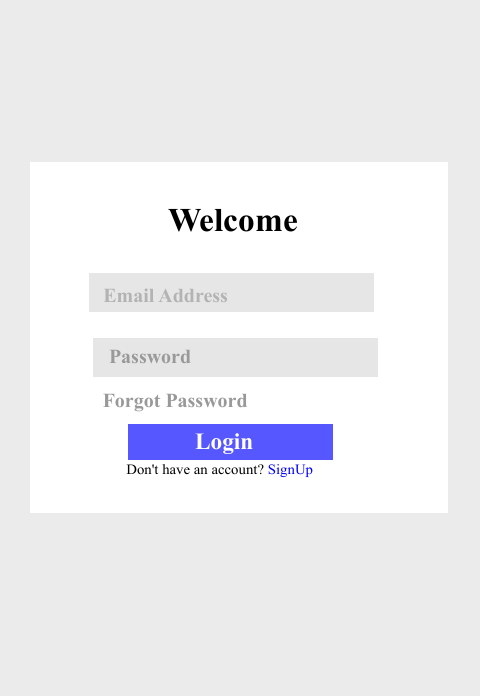 Welcome
Email Address
Password
Forgot Password
Login
Don't have an account? SignUp